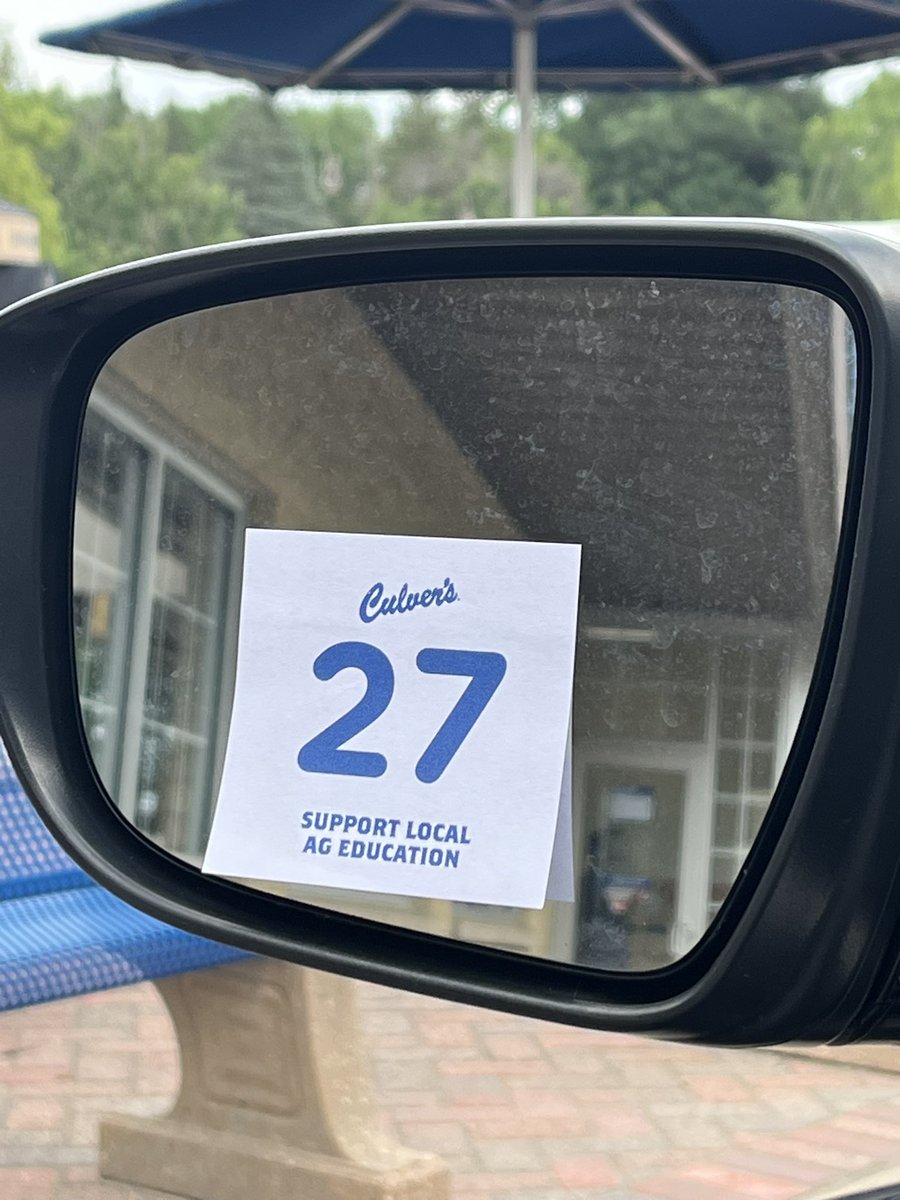 Culver's
27
SUPPORT LOCAL
AG EDUCATION